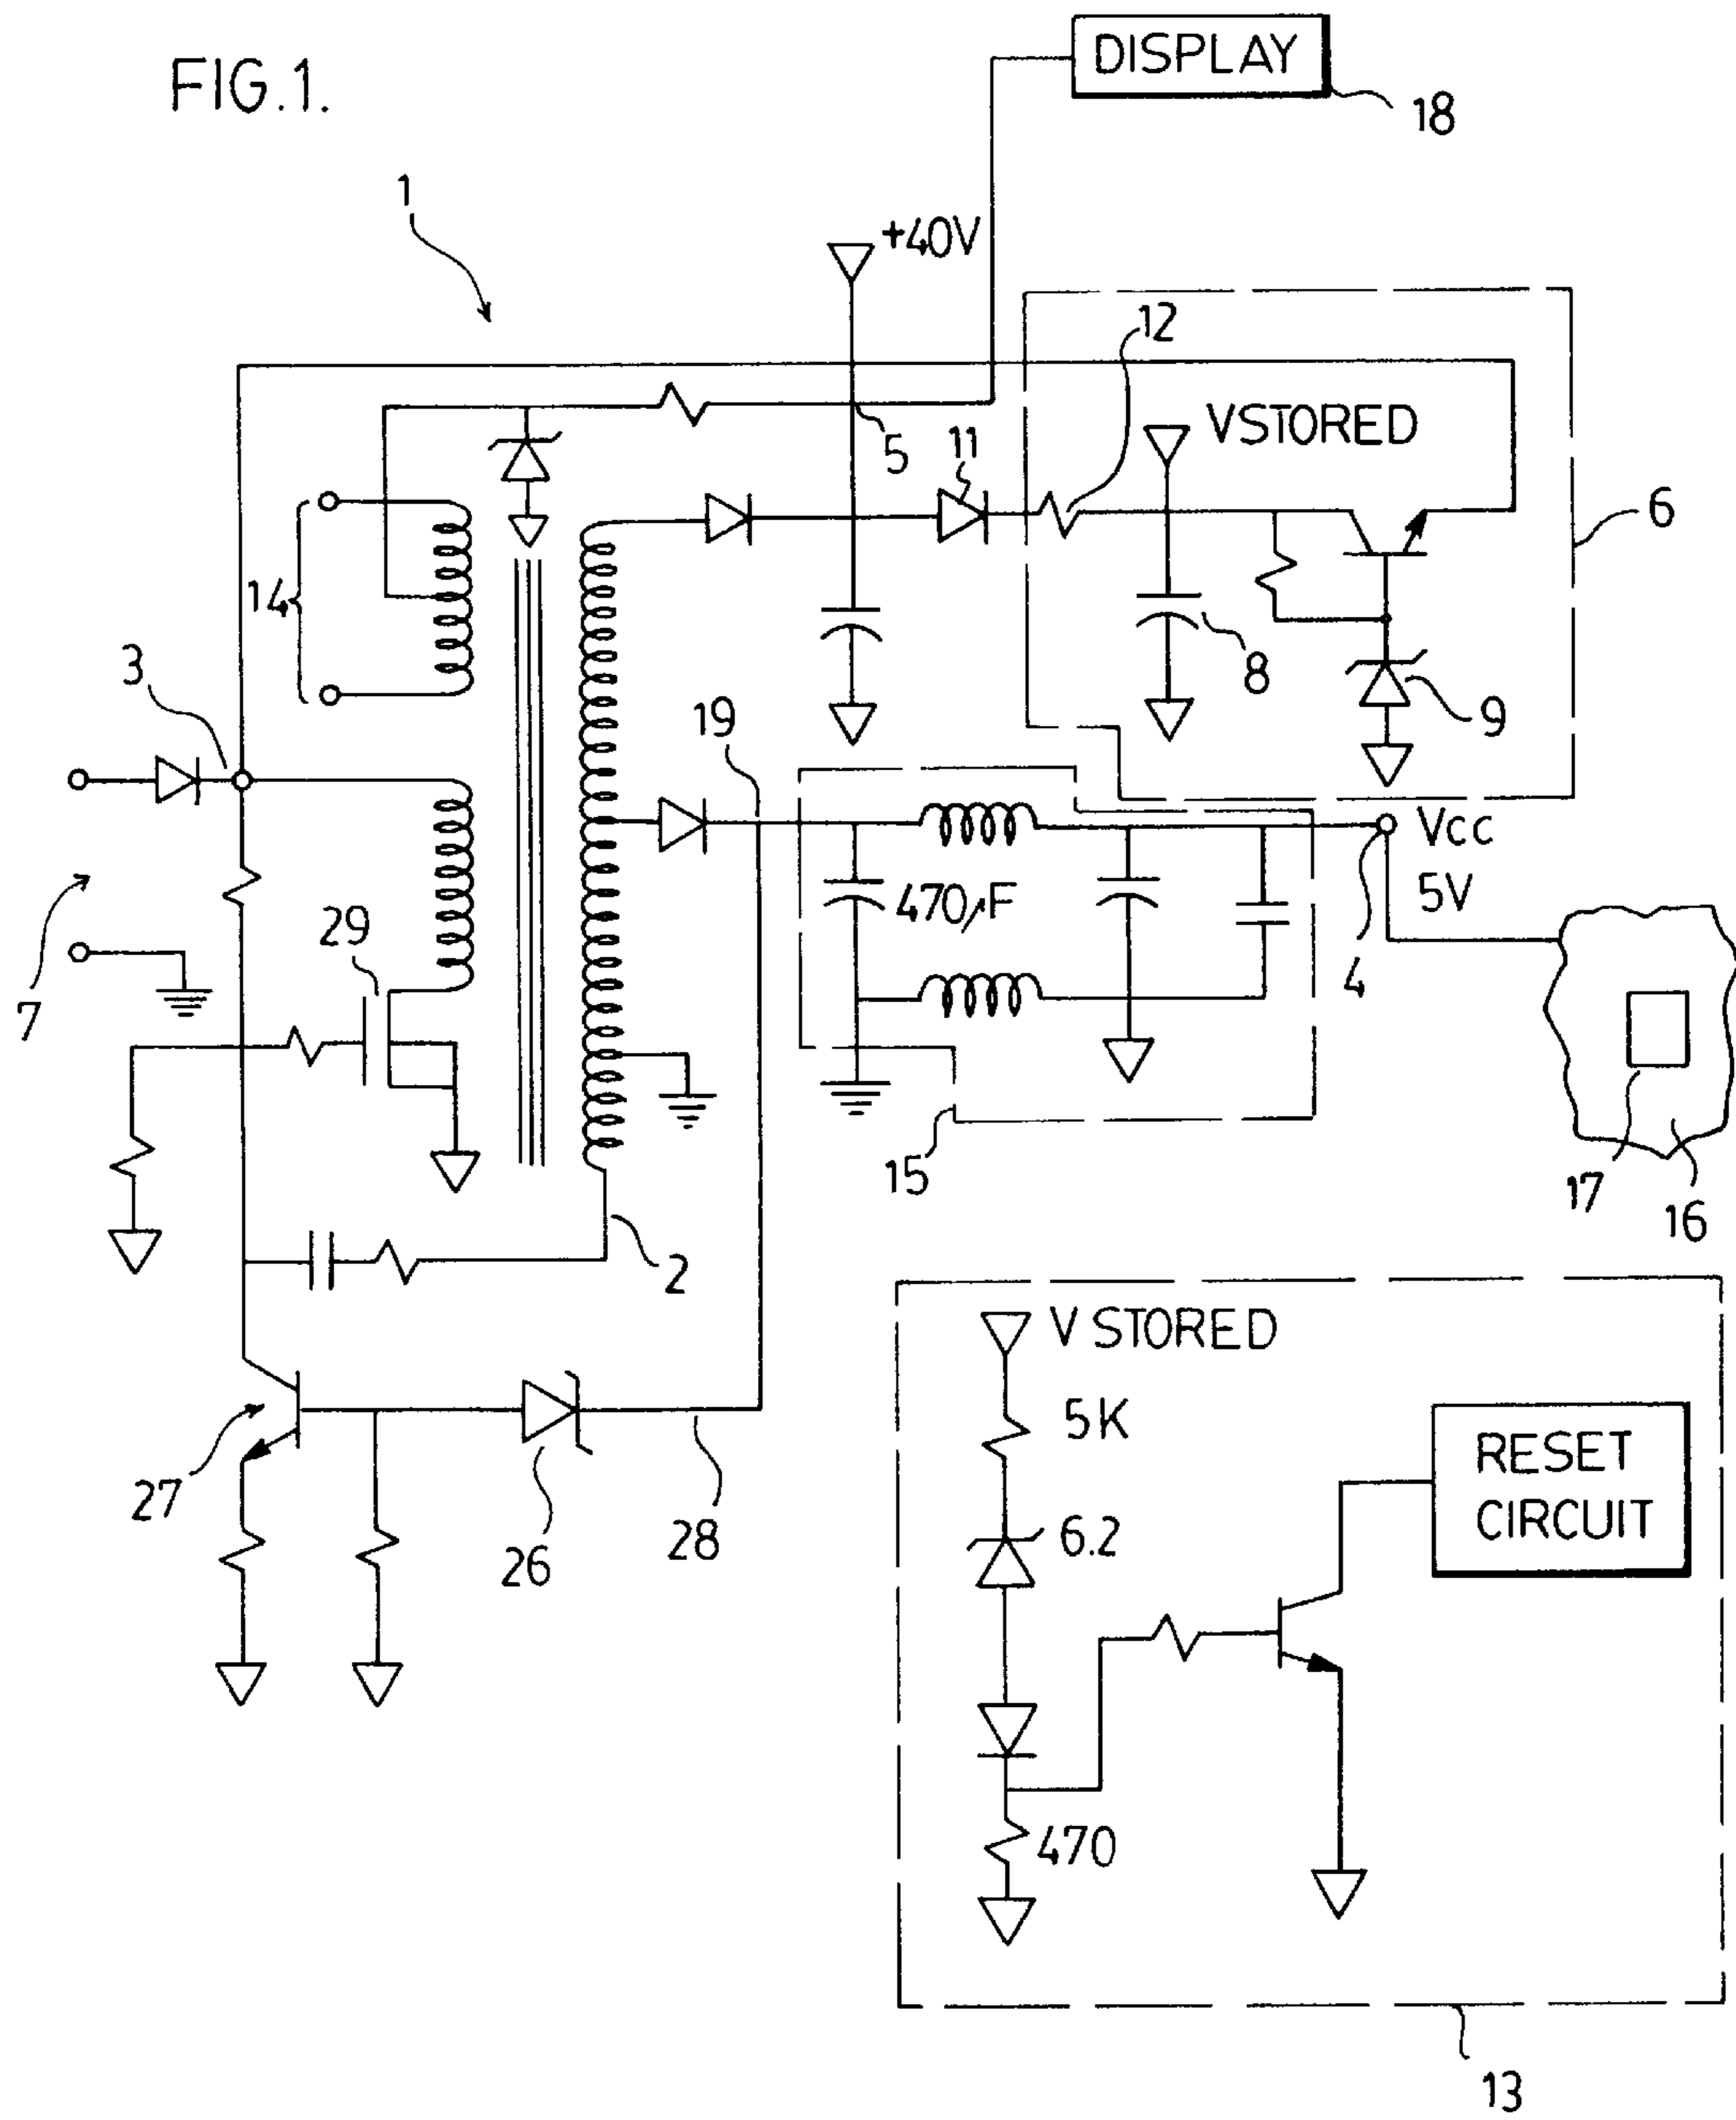 FIG.1.
DISPLAY
18
1
+40V
12
5
11
VSTORED
6
14
8
9
3
19
Vcc
5V
470µF
29
4
7
15
17
16
2
V STORED
5K
RESET
CIRCUIT
27
26
28
6.2
470
13